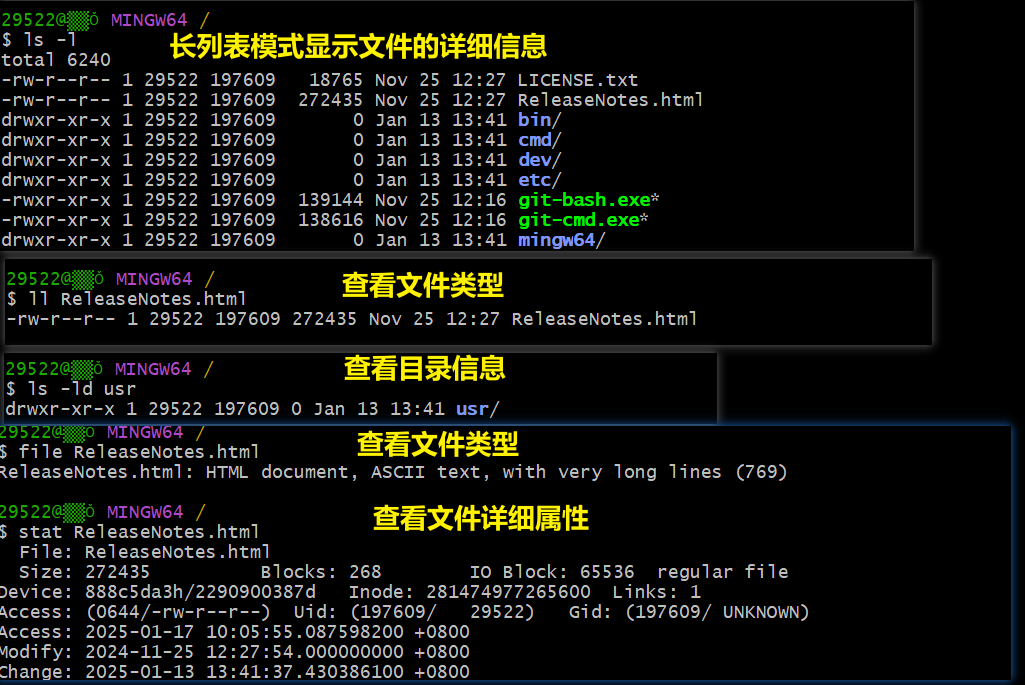 29522@▒▒Ŏ MINGW64 /
$ ls -l
长列表模式显示文件的详细信息
total 6240
-rw-r--r-- 1 29522 197609   18765 Nov 25 12:27 LICENSE.txt
-rw-r--r-- 1 29522 197609  272435 Nov 25 12:27 ReleaseNotes.html
drwxr-xr-x 1 29522 197609       0 Jan 13 13:41 bin/
drwxr-xr-x 1 29522 197609       0 Jan 13 13:41 cmd/
drwxr-xr-x 1 29522 197609       0 Jan 13 13:41 dev/
drwxr-xr-x 1 29522 197609       0 Jan 13 13:41 etc/
-rwxr-xr-x 1 29522 197609  139144 Nov 25 12:16 git-bash.exe*
-rwxr-xr-x 1 29522 197609  138616 Nov 25 12:16 git-cmd.exe*
drwxr-xr-x 1 29522 197609       0 Jan 13 13:41 mingw64/
29522@▒▒Ŏ MINGW64 /
查看文件类型
$ ll ReleaseNotes.html
-rw-r--r-- 1 29522 197609 272435 Nov 25 12:27 ReleaseNotes.html
29522@▒▒Ŏ MINGW64 /
查看目录信息
$ ls -ld usr
drwxr-xr-x 1 29522 197609 0 Jan 13 13:41 usr/
29522@▒▒Ŏ MINGW64 /
查看文件类型
$ file ReleaseNotes.html
ReleaseNotes.html: HTML document, ASCII text, with very long lines (769)
29522@▒▒Ŏ MINGW64 /
查看文件详细属性
$ stat ReleaseNotes.html
  File: ReleaseNotes.html
  Size: 272435          Blocks: 268        IO Block: 65536  regular file
Device: 888c5da3h/2290900387d   Inode: 281474977265600  Links: 1
Access: (0644/-rw-r--r--)  Uid: (197609/   29522)   Gid: (197609/ UNKNOWN)
Access: 2025-01-17 10:05:55.087598200 +0800
Modify: 2024-11-25 12:27:54.000000000 +0800
Change: 2025-01-13 13:41:37.430386100 +0800